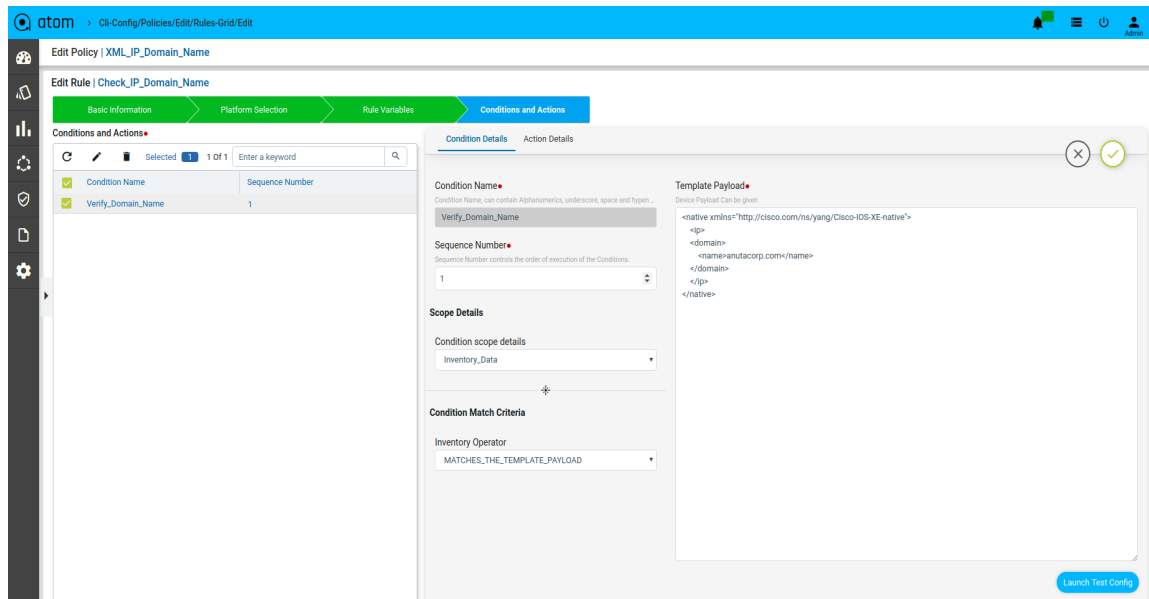 atom > Cli-Config/Policies/Edit/Rules-Grid/Edit
Admin
Edit Policy | XML_IP_Domain_Name
Edit Rule | Check_IP_Domain_Name
Basic Information
Platform Selection
Rule Variables
Conditions and Actions
Conditions and Actions
Selected 1 1 Of 1 Enter a keyword
Condition Name Sequence Number
Verify_Domain_Name 1
Condition Details Action Details
Condition Name
Condition Name, can contain Alphanumerics, underscore, space and hypen ...
Verify_Domain_Name
Sequence Number
Sequence Number controls the order of execution of the Conditions.
1
Scope Details
Condition scope details
Inventory_Data
Condition Match Criteria
Inventory Operator
MATCHES_THE_TEMPLATE_PAYLOAD
Template Payload
Device Payload Can be given
<native xmlns="http://cisco.com/ns/yang/Cisco-IOS-XE-native">
<ip>
<domain>
<name>anutacorp.com</name>
</domain>
</ip>
</native>
Launch Test Config